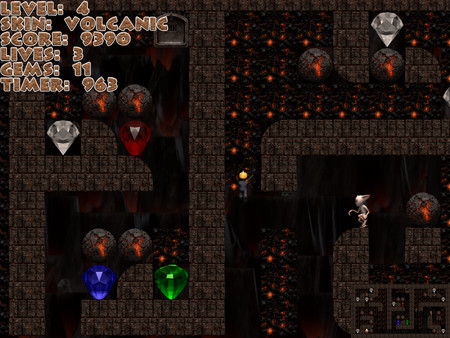 LEVEL: 4
SKIN: VOLCANIC
SCORE: 9390
LIVES: 3
GEMS: 11
TIMER: 963